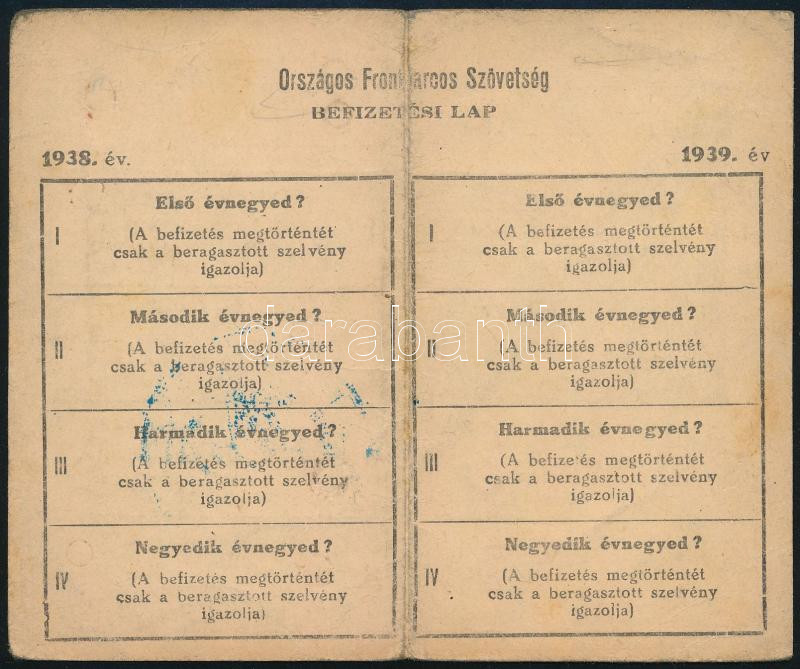 Országos Frontharcos Szövetség
BEFIZETÉSI LAP
1938. év.
Első évnegyed?
I
(A befizetés megtörténtét
csak a beragasztott szelvény
igazolja)
Második évnegyed?
II
(A befizetés megtörténtét
csak a beragasztott szelvény
igazolja)
Harmadik évnegyed?
III
(A befizetés megtörténtét
csak a beragasztott szelvény
igazolja)
Negyedik évnegyed?
IV
(A befizetés megtörténtét
csak a beragasztott szelvény
igazolja)
1939. év
Első évnegyed?
I
(A befizetés megtörténtét
csak a beragasztott szelvény
igazolja)
Második évnegyed?
II
(A befizetés megtörténtét
csak a beragasztott szelvény
igazolja)
Harmadik évnegyed?
III
(A befizetés megtörténtét
csak a beragasztott szelvény
igazolja)
Negyedik évnegyed?
IV
(A befizetés megtörténtét
csak a beragasztott szelvény
igazolja)
darabanth